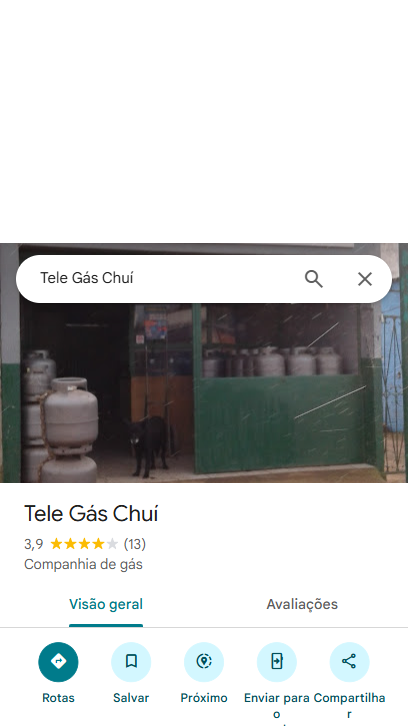 Tele Gás Chuí
Tele Gás Chuí
3,9 (13)
Companhia de gás
Visão geral Avaliações
Rotas Salvar Próximo Enviar para o Compartilhar